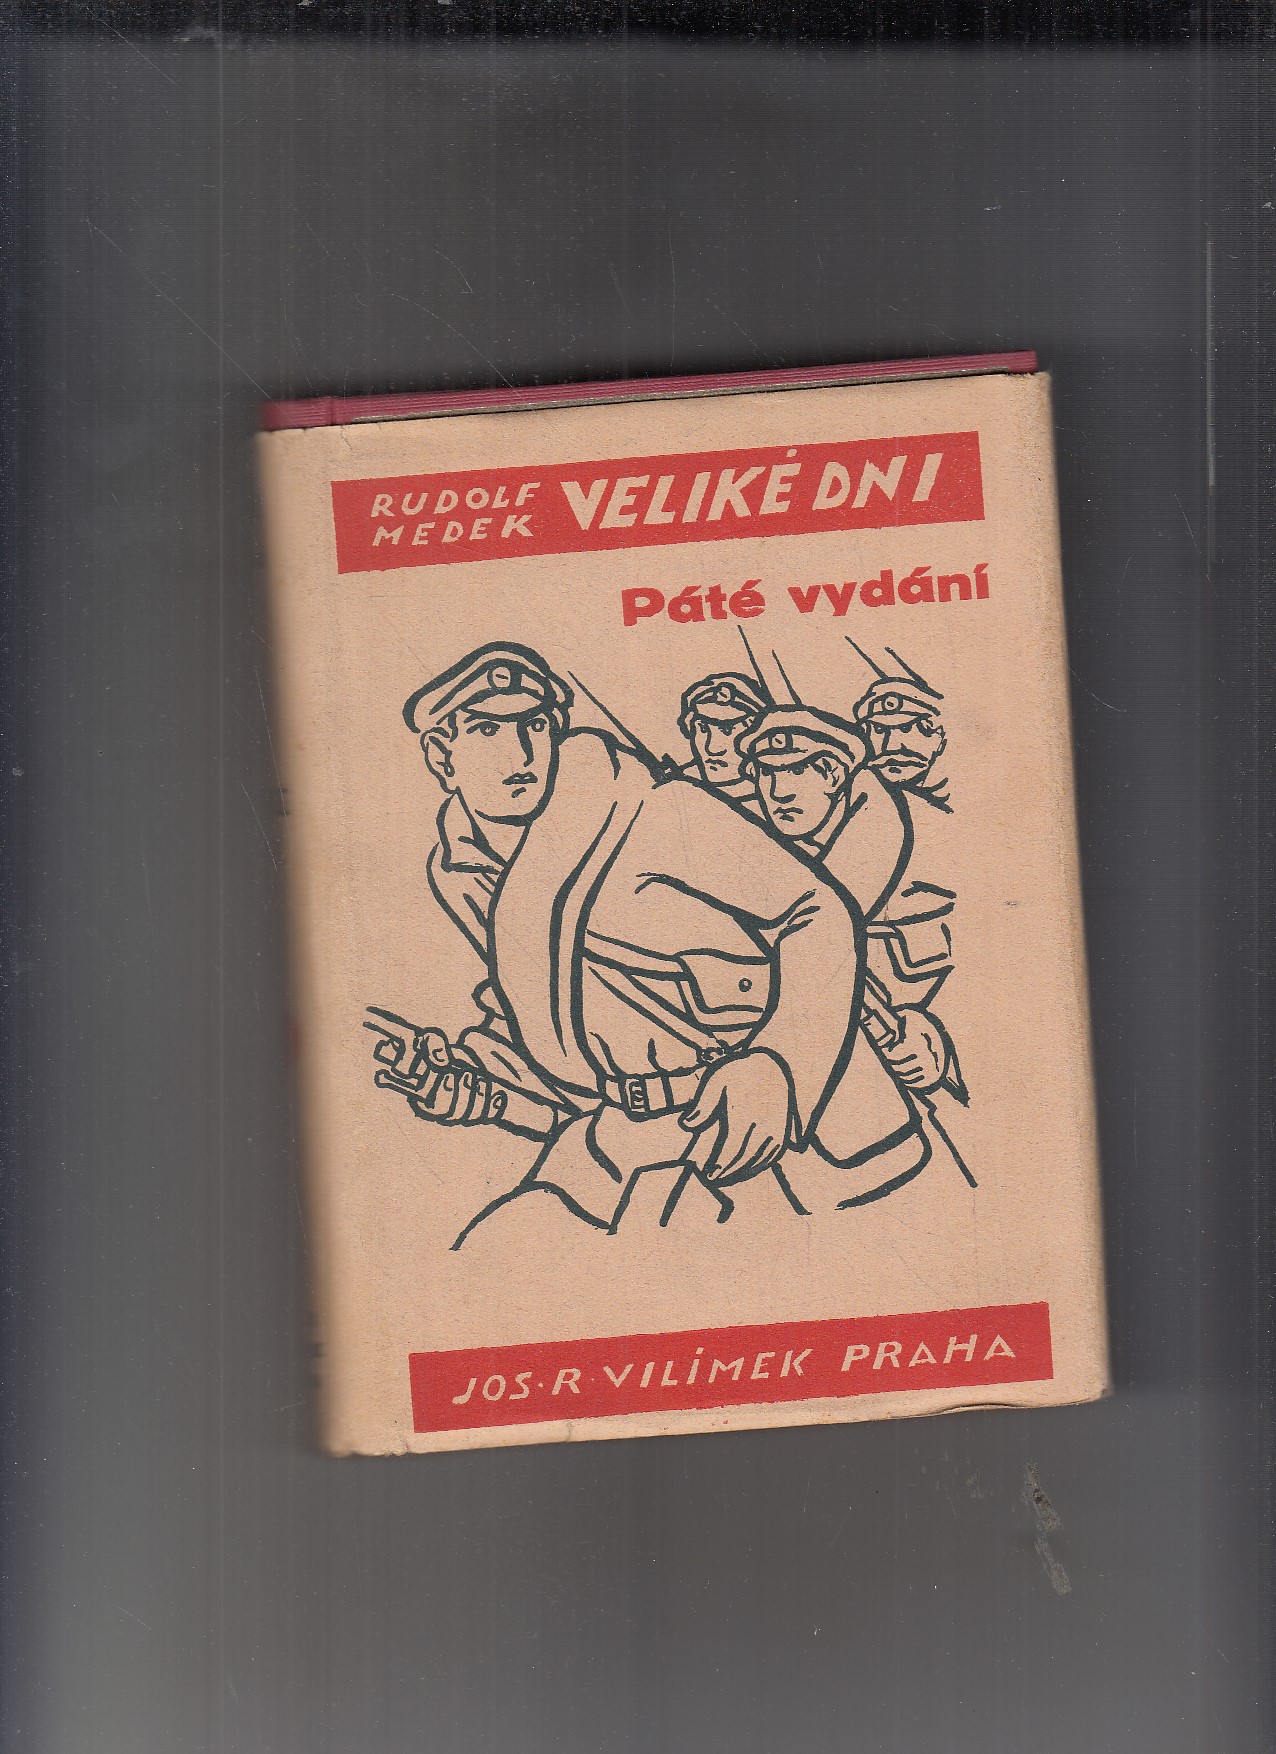 RUDOLF
MEDEK
VELIKÉ DNI
Páté vydání
JOS. R. VILÍMEK PRAHA